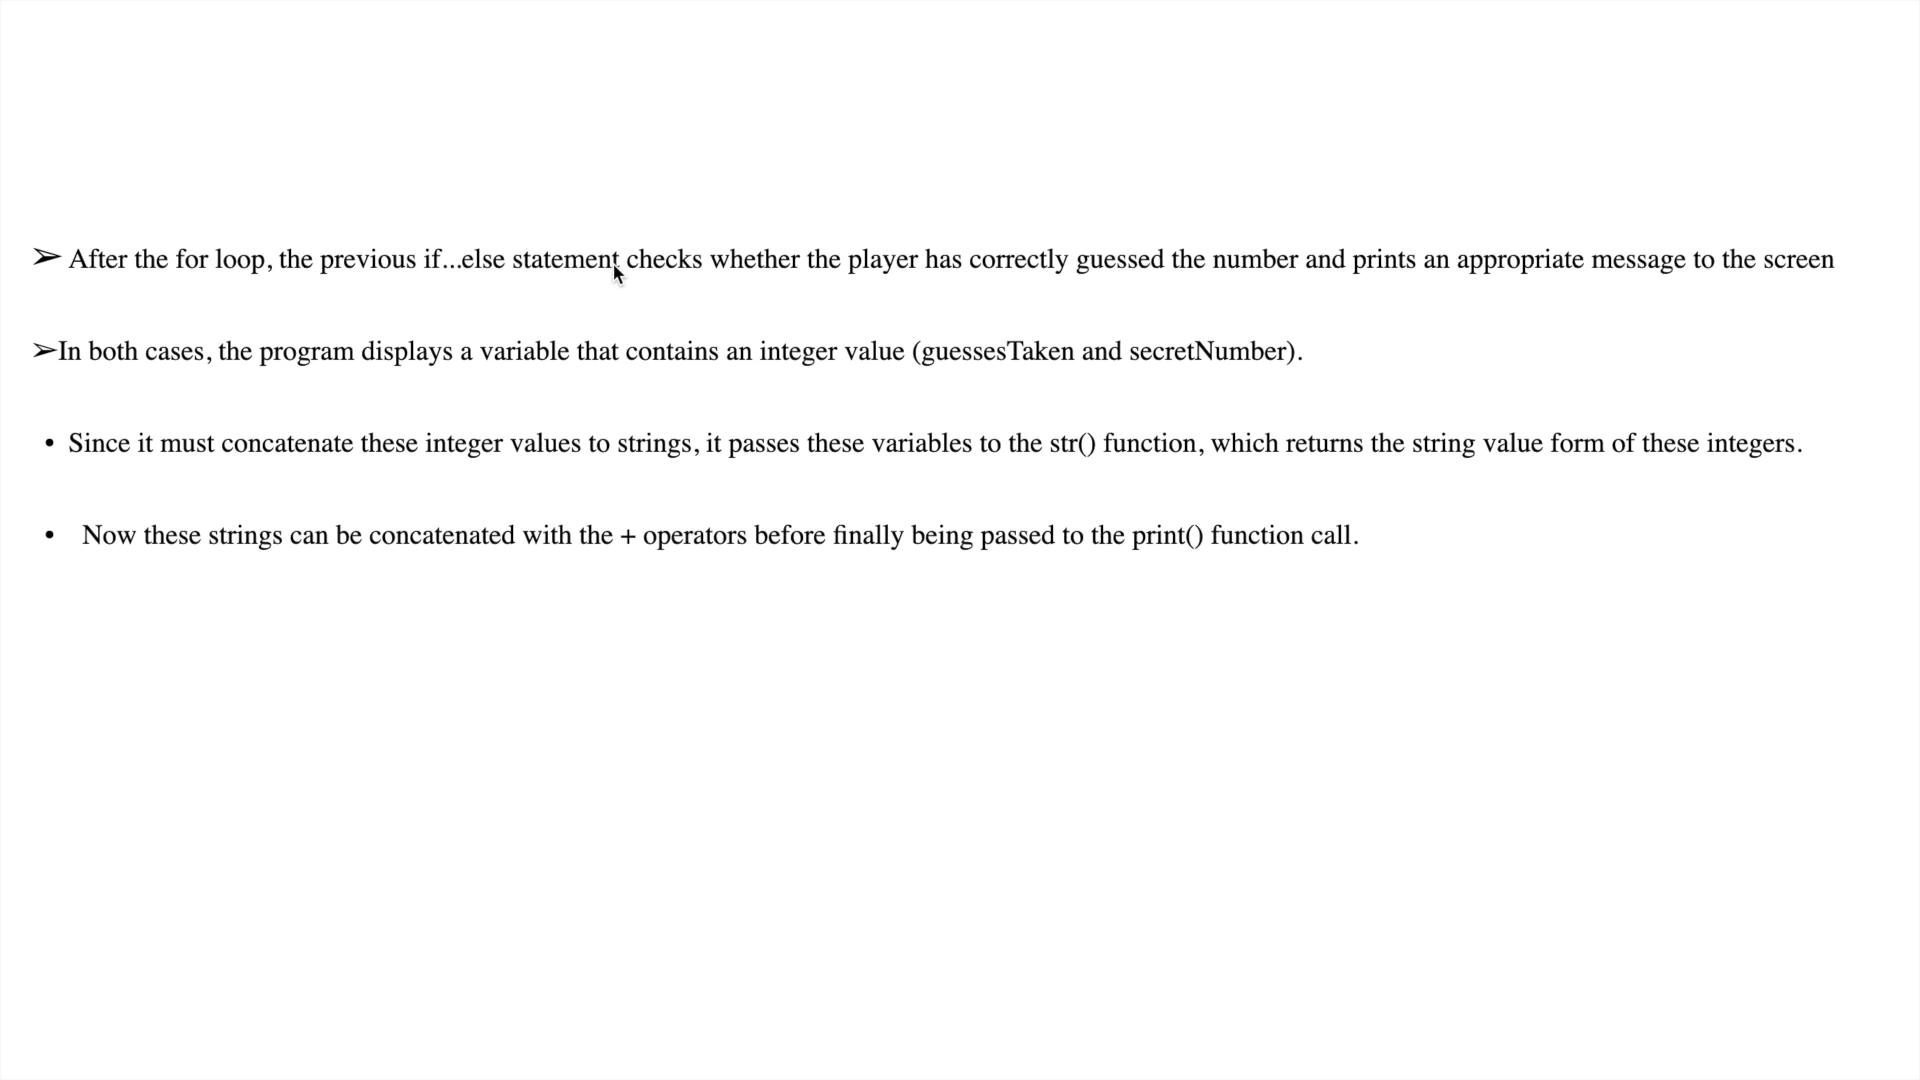 ➢ After the for loop, the previous if...else statement checks whether the player has correctly guessed the number and prints an appropriate message to the screen
➢In both cases, the program displays a variable that contains an integer value (guessesTaken and secretNumber).
• Since it must concatenate these integer values to strings, it passes these variables to the str() function, which returns the string value form of these integers.
• Now these strings can be concatenated with the + operators before finally being passed to the print() function call.